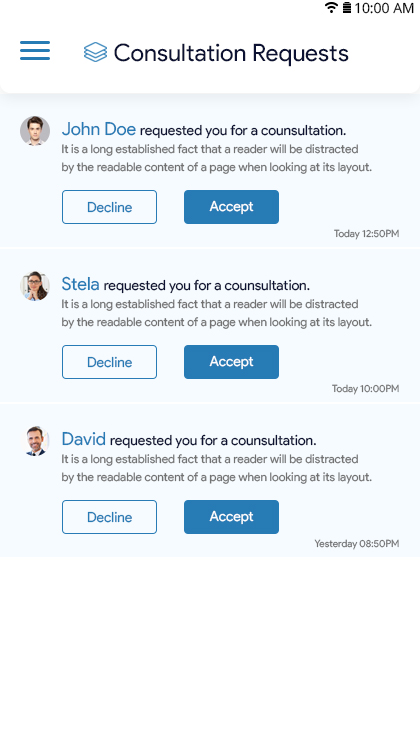 10:00 AM
Consultation Requests
John Doe requested you for a counsultation.
It is a long established fact that a reader will be distracted
by the readable content of a page when looking at its layout.
Decline
Accept
Today 12:50PM
Stela requested you for a counsultation.
It is a long established fact that a reader will be distracted
by the readable content of a page when looking at its layout.
Decline
Accept
Today 10:00PM
David requested you for a counsultation.
It is a long established fact that a reader will be distracted
by the readable content of a page when looking at its layout.
Decline
Accept
Yesterday 08:50PM